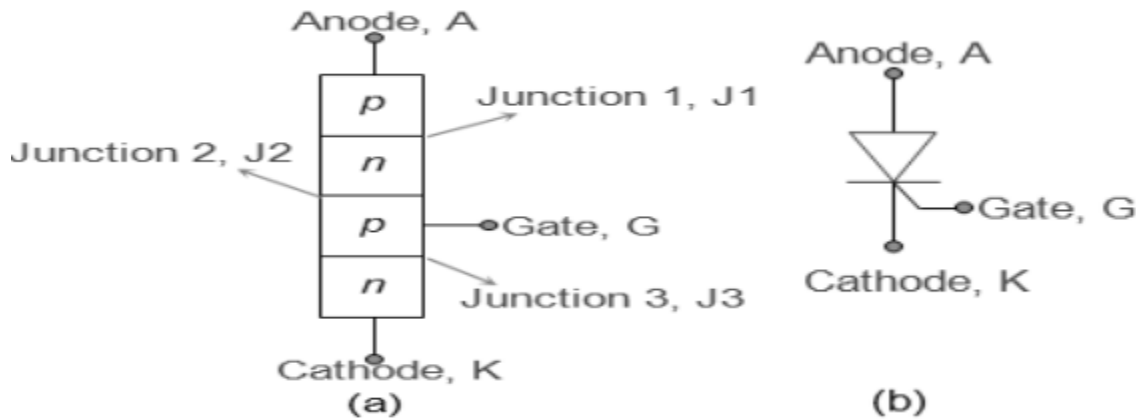 Anode, A
p
Junction 1, J1
n
Junction 2, J2
p
Gate, G
n
Junction 3, J3
Cathode, K
(a)
Anode, A
Gate, G
Cathode, K
(b)